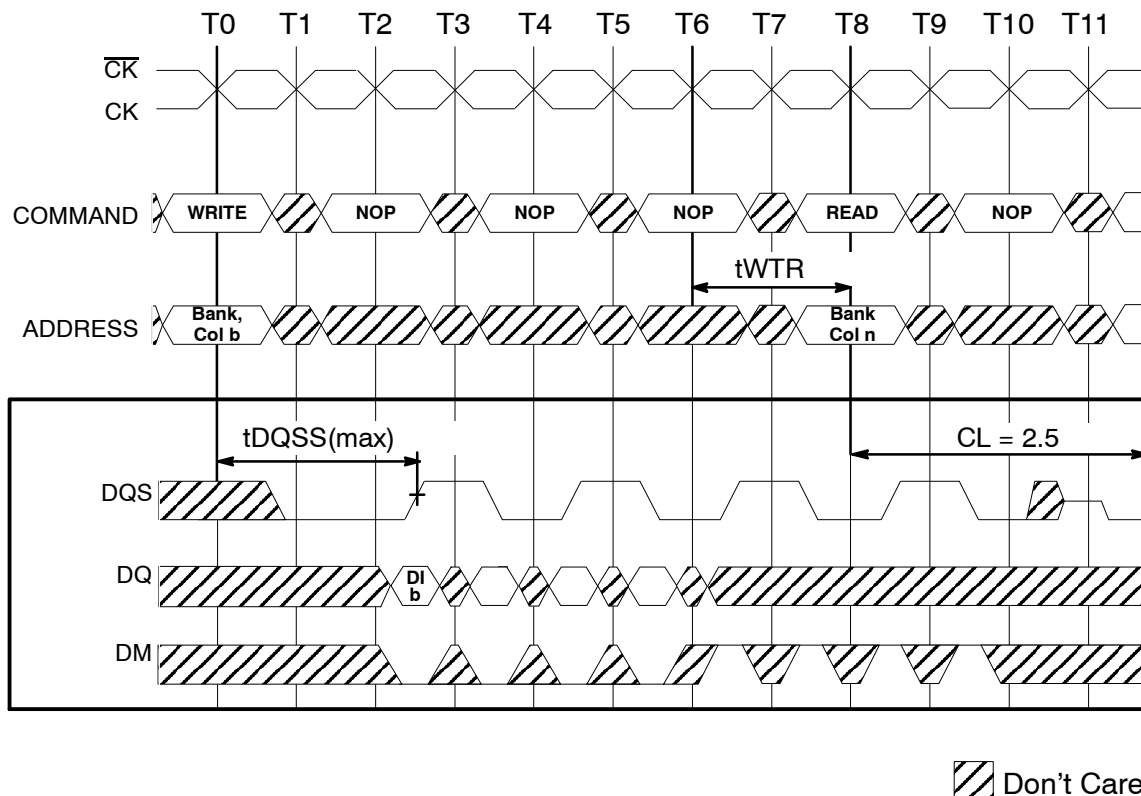 T0 T1 T2 T3 T4 T5 T6 T7 T8 T9 T10 T11
CK
CK
COMMAND WRITE NOP NOP NOP READ NOP
tWTR
ADDRESS Bank, Col b Bank Col n
tDQSS(max) CL = 2.5
DQS
DQ DI b
DM
Don't Care